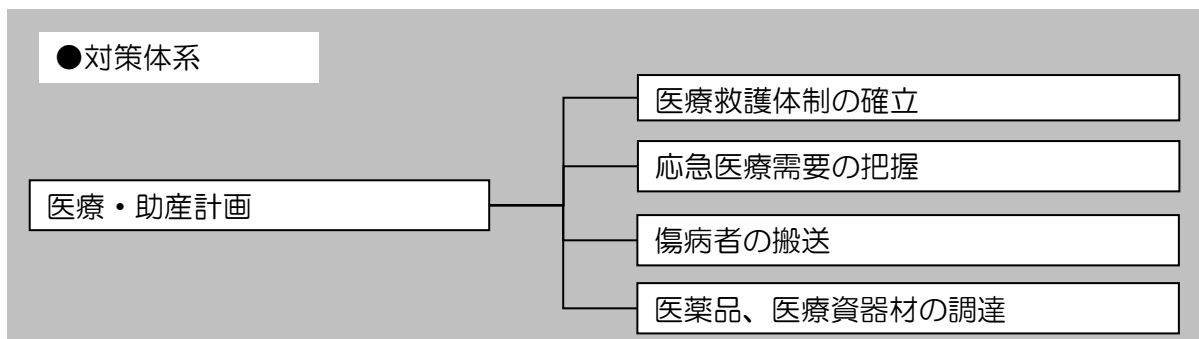 ●対策体系
医療救護体制の確立
応急医療需要の把握
医療・助産計画
傷病者の搬送
医薬品、医療資器材の調達